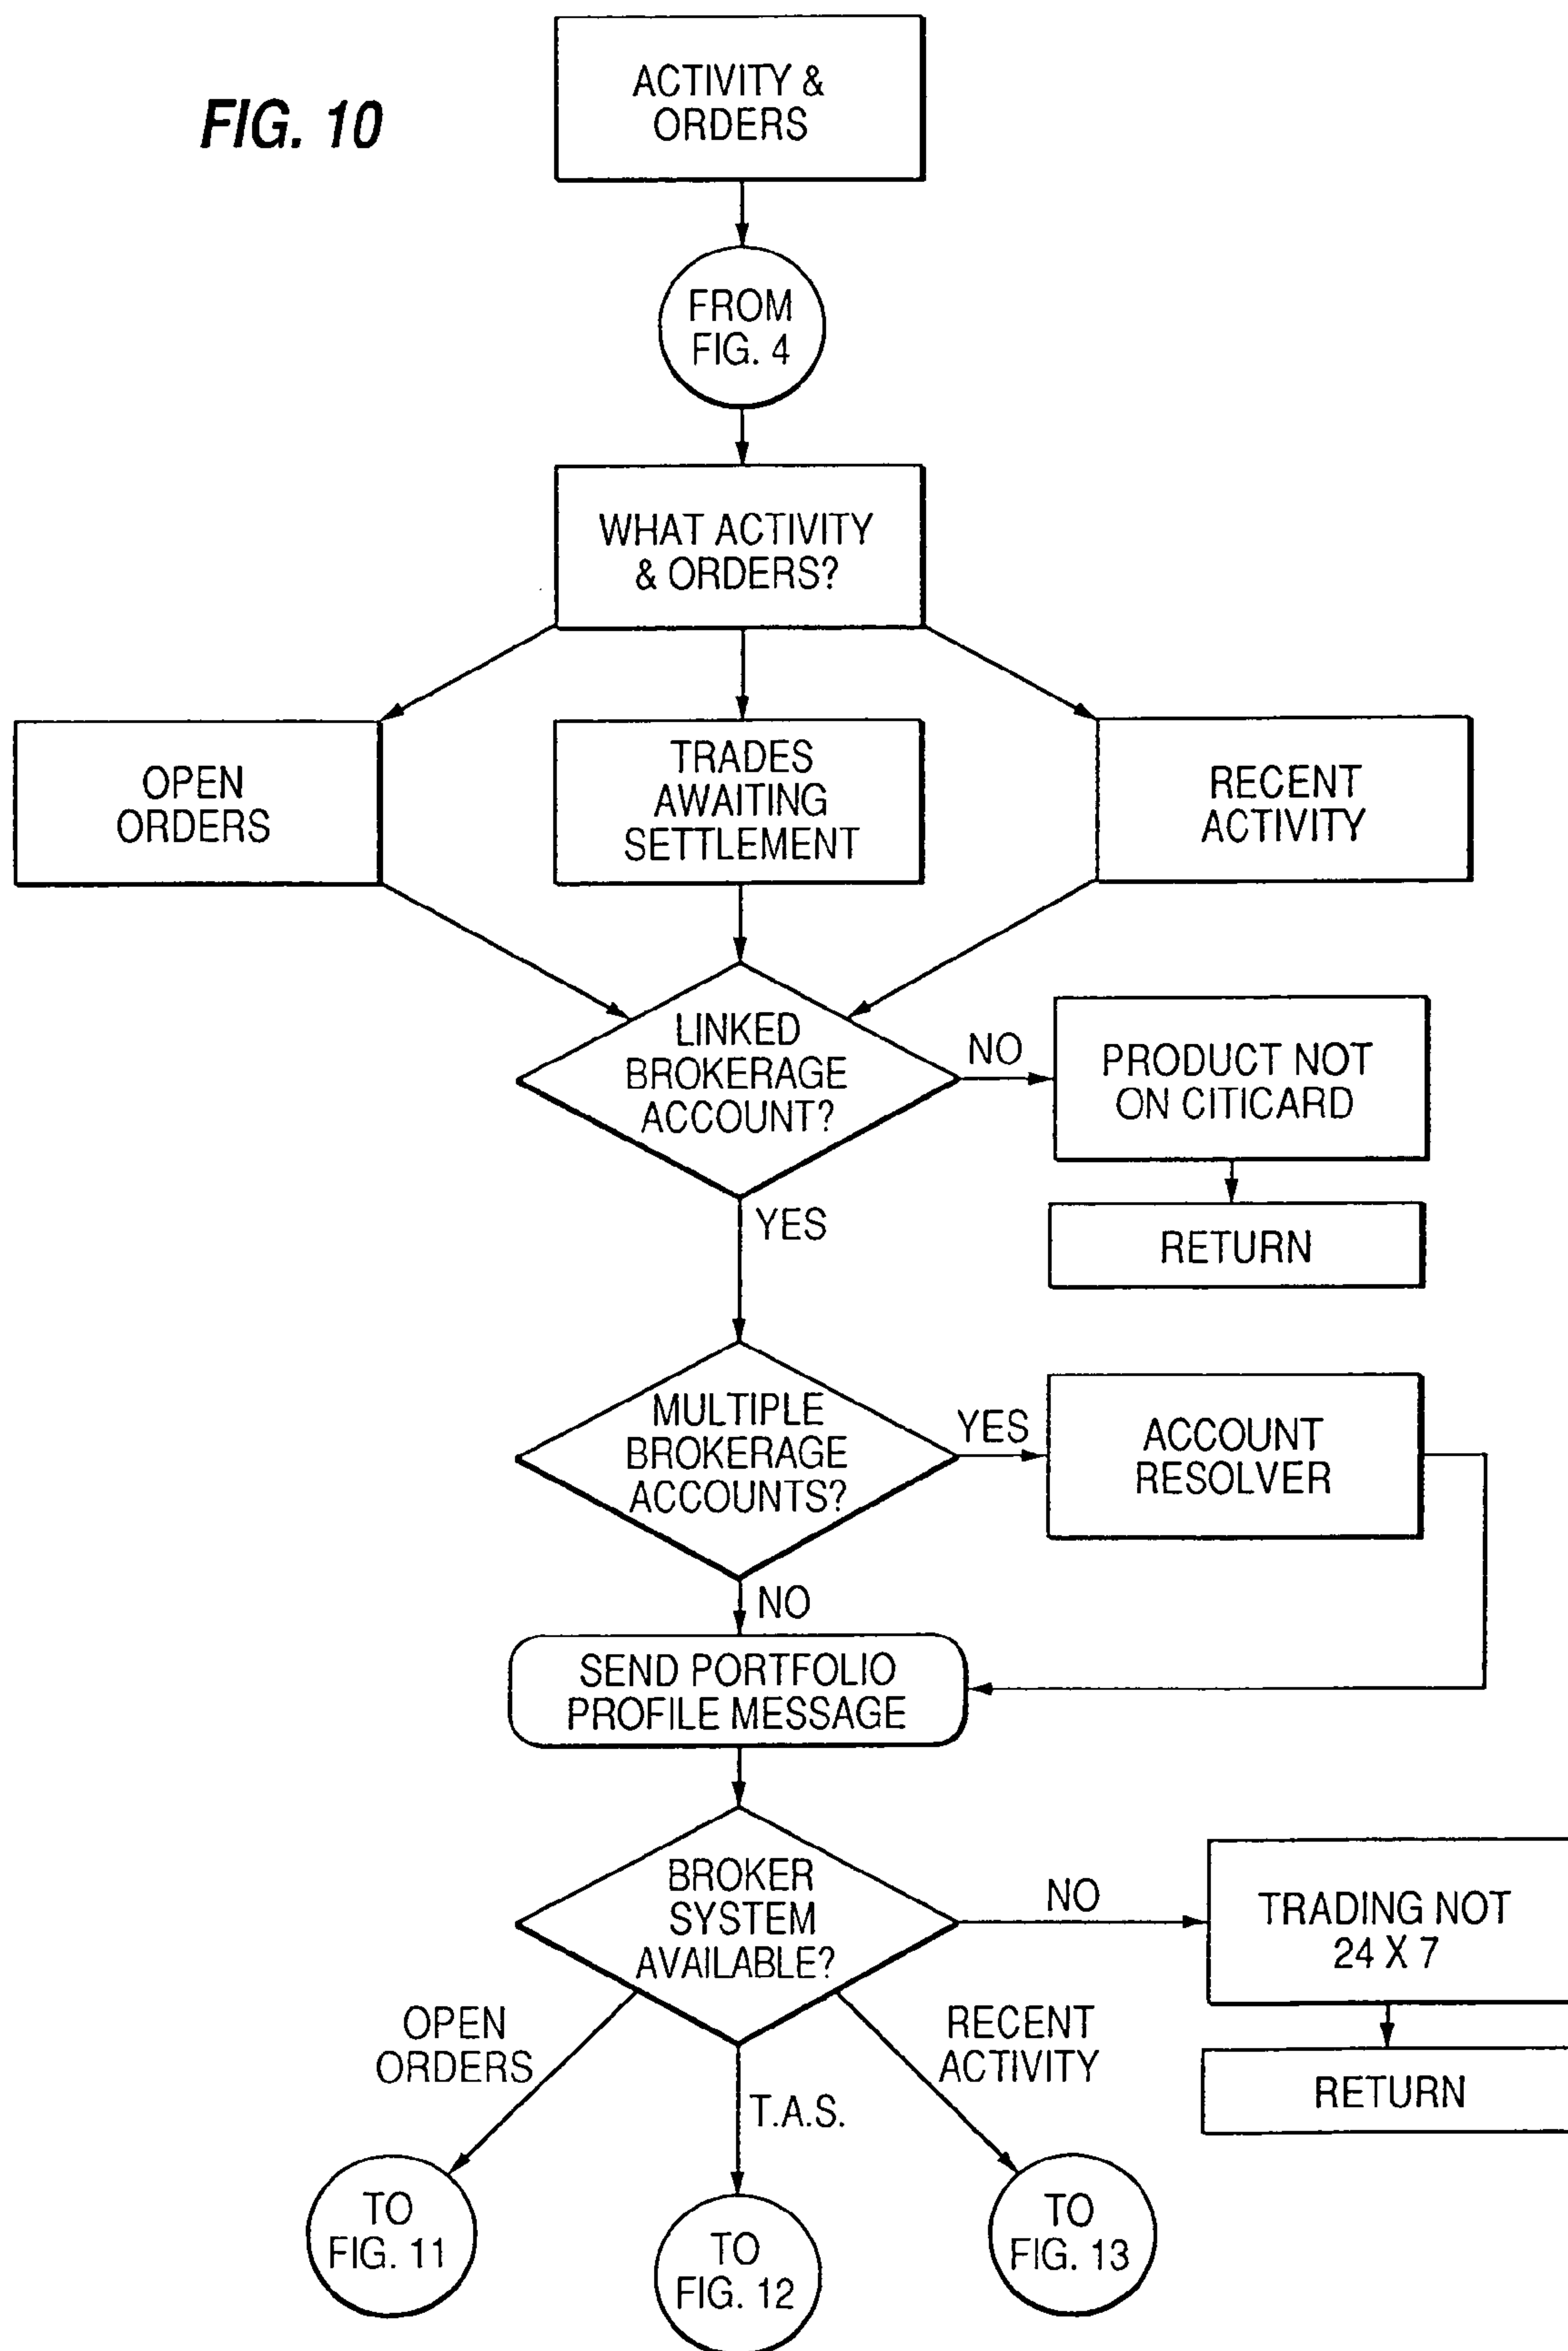 FIG. 10
ACTIVITY &
ORDERS
FROM
FIG. 4
WHAT ACTIVITY
& ORDERS?
OPEN
ORDERS
TRADES
AWAITING
SETTLEMENT
RECENT
ACTIVITY
LINKED
BROKERAGE
ACCOUNT?
NO
PRODUCT NOT
ON CITICARD
RETURN
YES
MULTIPLE
BROKERAGE
ACCOUNTS?
YES
ACCOUNT
RESOLVER
NO
SEND PORTFOLIO
PROFILE MESSAGE
BROKER
SYSTEM
AVAILABLE?
NO
TRADING NOT
24 X 7
RETURN
OPEN
ORDERS
T.A.S.
RECENT
ACTIVITY
TO
FIG. 11
TO
FIG. 12
TO
FIG. 13